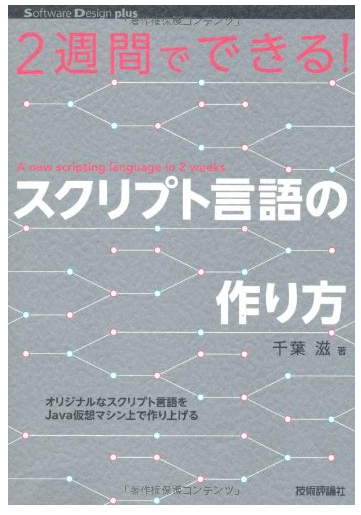 Software Design plus
「著作権保護コンテンツ」
2週間でできる!
A new scripting language in 2 weeks
スクリプト言語の
作り方
千葉 滋 著
オリジナルなスクリプト言語を
Java仮想マシン上で作り上げる
「著作権保護コンテンツ」
技術評論社